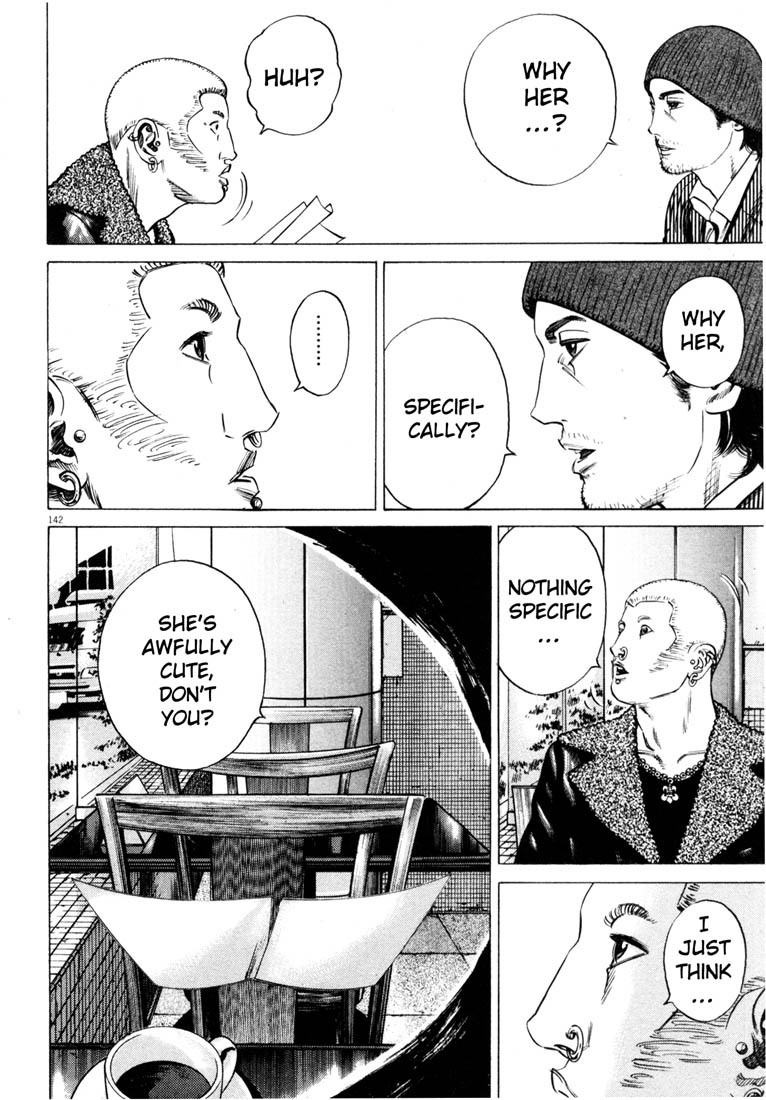 WHY
HER
...?
HUH?
WHY
HER,
SPECIFI-
CALLY?
.........
142
NOTHING
SPECIFIC
...
I
JUST
THINK
...
SHE'S
AWFULLY
CUTE,
DON'T
YOU?